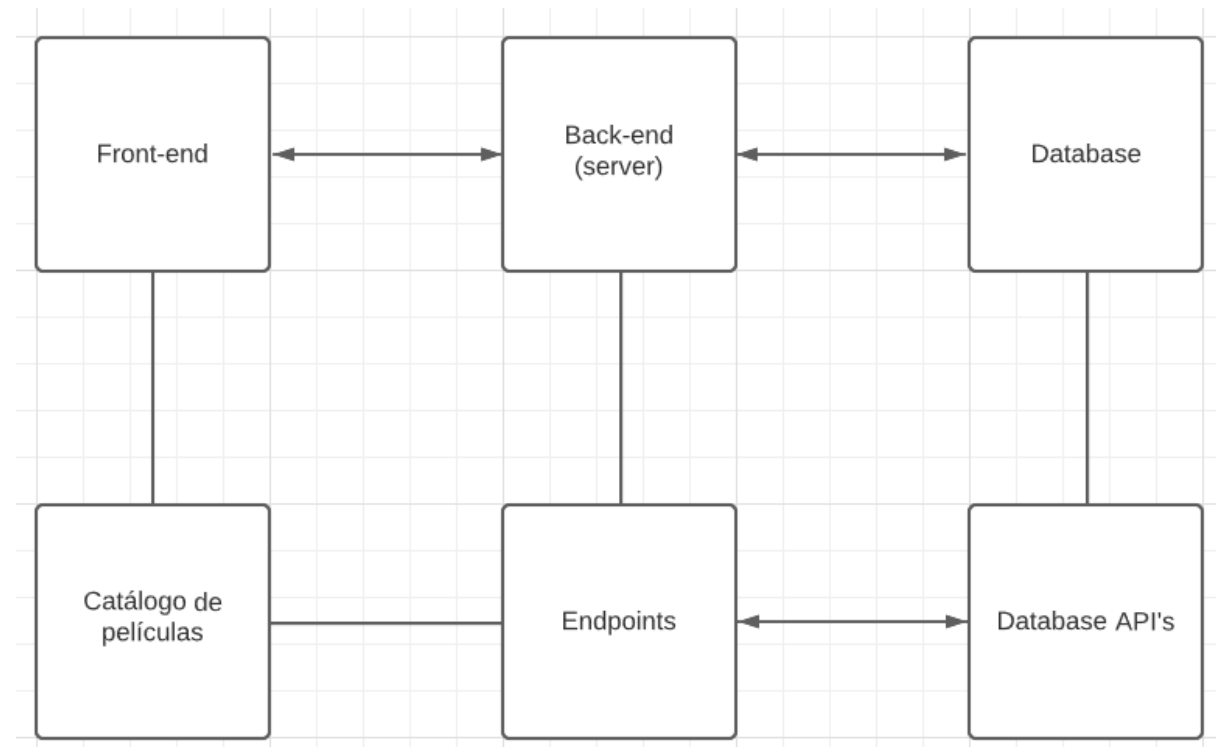 Front-end
Back-end
(server)
Database
Catálogo de
películas
Endpoints
Database API's